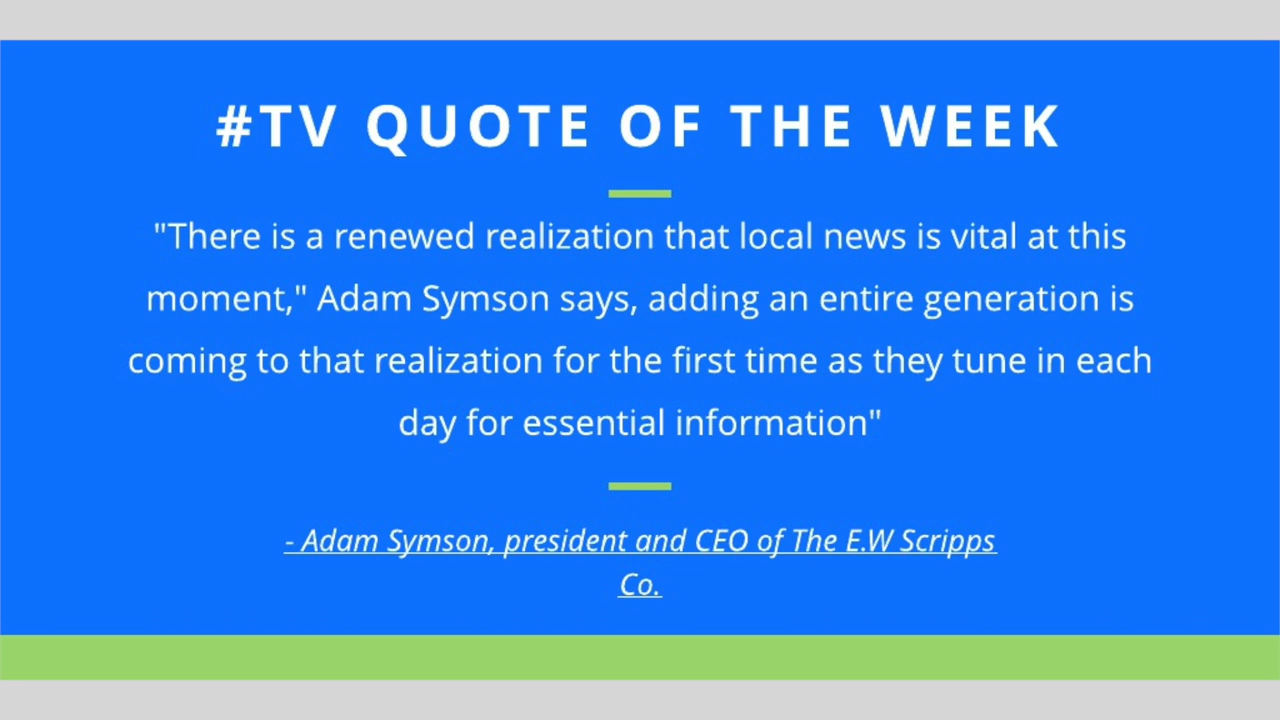 #TV QUOTE OF THE WEEK
"There is a renewed realization that local news is vital at this
moment," Adam Symson says, adding an entire generation is
coming to that realization for the first time as they tune in each
day for essential information"
- Adam Symson, president and CEO of The E.W Scripps
Co.